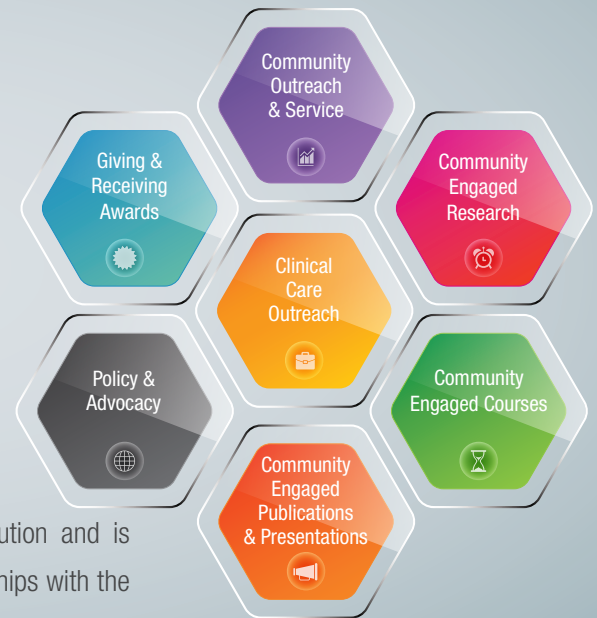 Community
Outreach
& Service
Giving &
Receiving
Awards
Community
Engaged
Research
Clinical
Care
Outreach
Policy &
Advocacy
Community
Engaged Courses
Community
Engaged
Publications
& Presentations
ution and is
hips with the